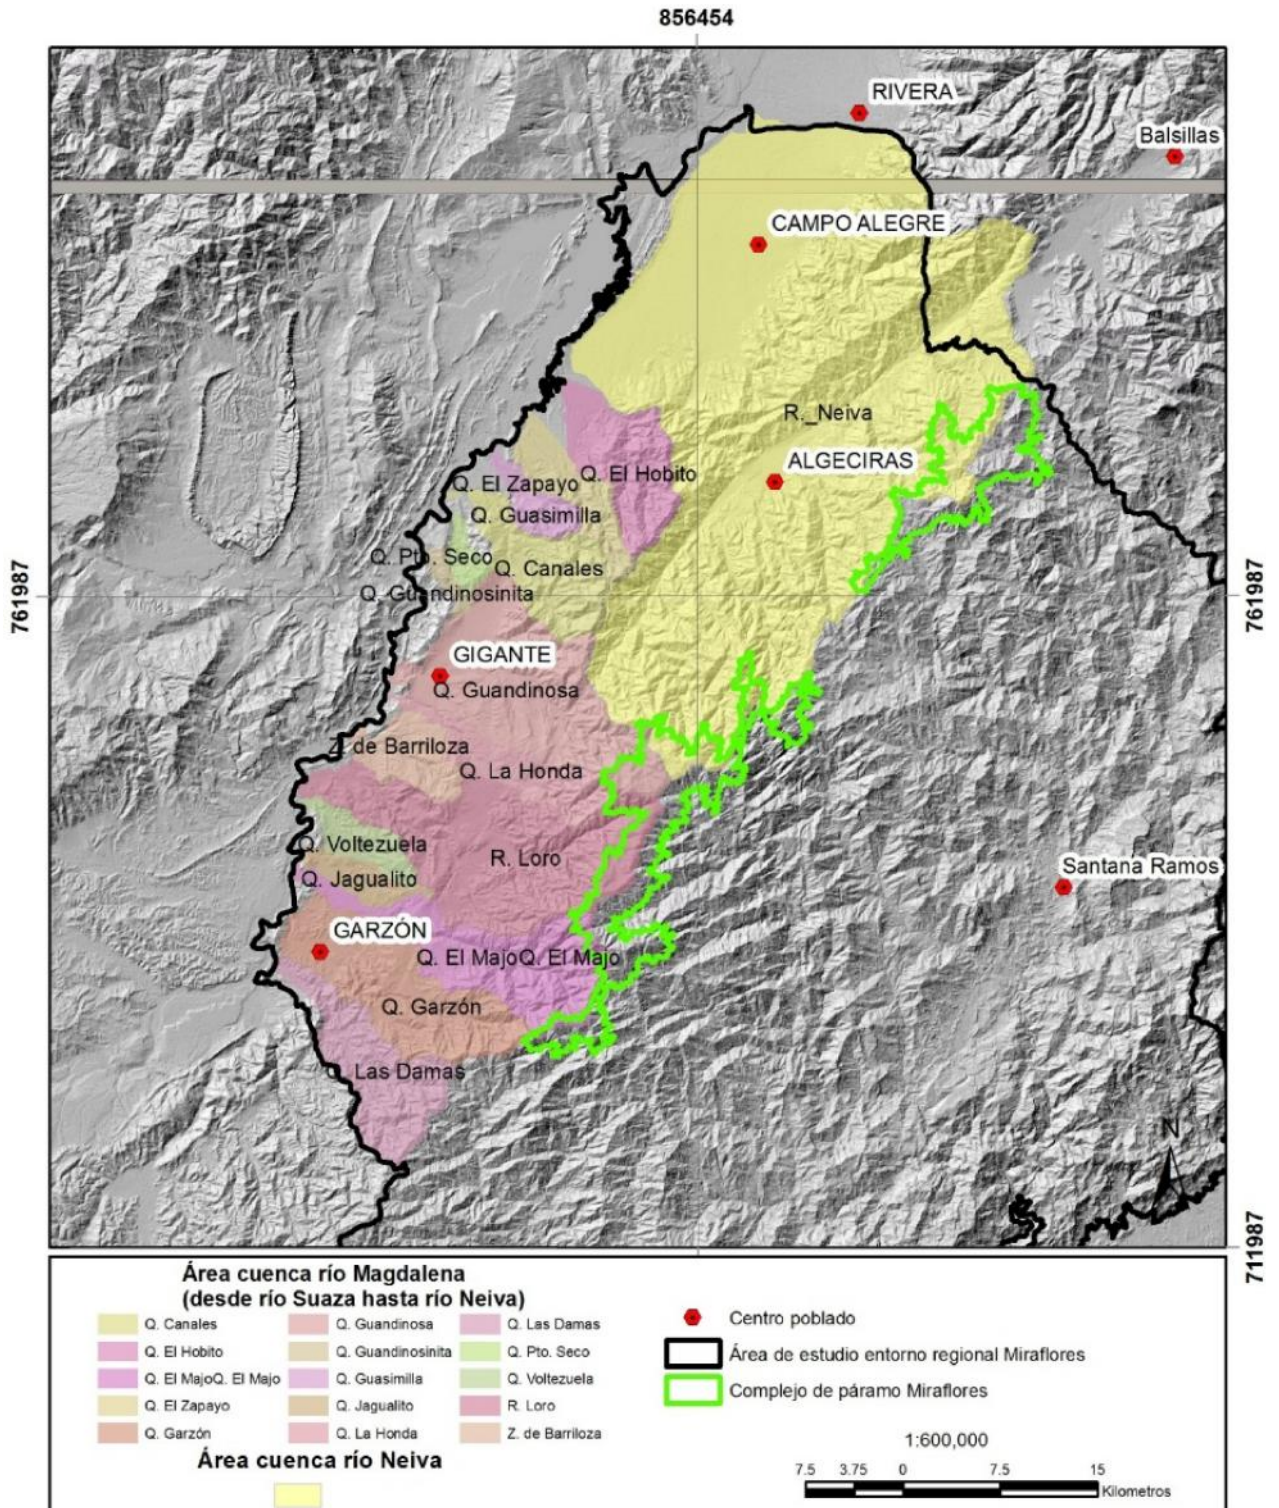 856454
RIVERA
Balsillas
CAMPO ALEGRE
R._Neiva
ALGECIRAS
Q. El Hobito
Q. El Zapayo
Q. Guasimilla
Q. Pto. Seco
Q. Canales
Q. Guandinosinita
761987
761987
GIGANTE
Q. Guandinosa
Z. de Barriloza
Q. La Honda
Q. Voltezuela
R. Loro
Q. Jagualito
Santana Ramos
GARZÓN
Q. El MajoQ. El Majo
Q. Garzón
Las Damas
N
711987
Área cuenca río Magdalena
(desde río Suaza hasta río Neiva)
Q. Canales
Q. El Hobito
Q. El MajoQ. El Majo
Q. El Zapayo
Q. Garzón
Q. Guandinosa
Q. Guandinosinita
Q. Guasimilla
Q. Jagualito
Q. La Honda
Q. Las Damas
Q. Pto. Seco
Q. Voltezuela
R. Loro
Z. de Barriloza
Área cuenca río Neiva
Centro poblado
Área de estudio entorno regional Miraflores
Complejo de páramo Miraflores
1:600,000
7.5 3.75 0 7.5 15
Kilometros